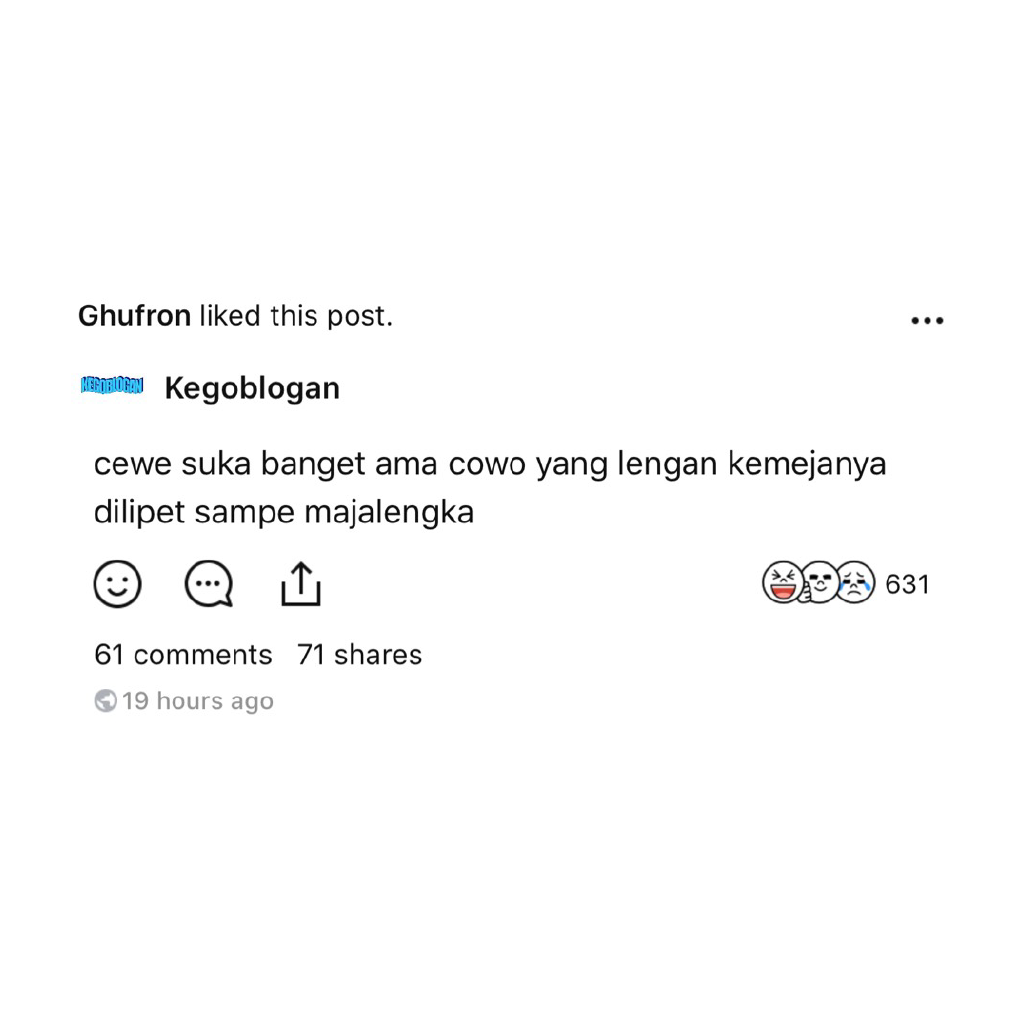 Ghufron liked this post.
KEGOBLOGAN
Kegoblogan
cewe suka banget ama cowo yang lengan kemejanya
dilipet sampe majalengka
631
61 comments 71 shares
19 hours ago